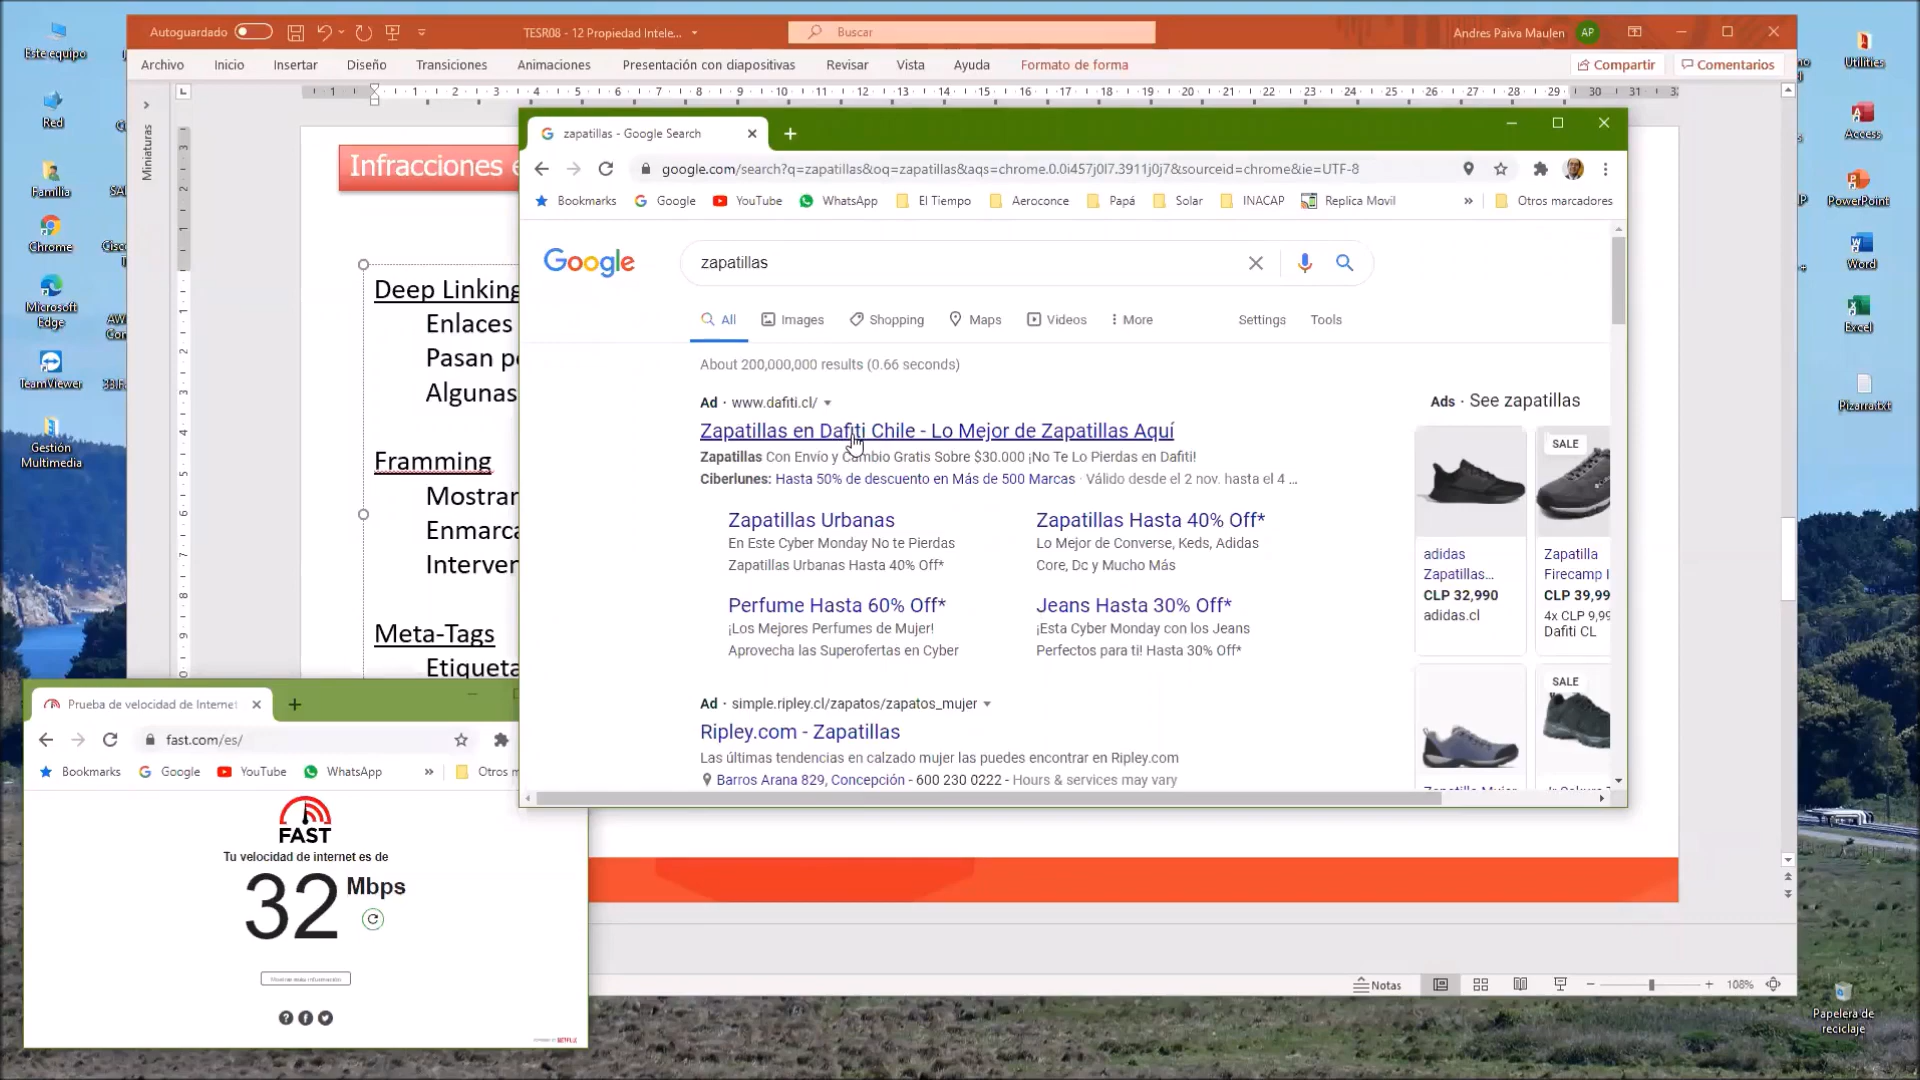 Este equipo
Red
Familia
Chrome
Microsoft
Edge
TeamViewer
Gestión
Multimedia
Autoguardado
TESR08 - 12 Propiedad Intele...
Buscar
Andres Paiva Maulen
AP
Archivo
Inicio
Insertar
Diseño
Transiciones
Animaciones
Presentación con diapositivas
Revisar
Vista
Ayuda
Formato de forma
Compartir
Comentarios
Miniaturas
Infracciones e
Deep Linking
Enlaces
Pasan po
Algunas
Framming
Mostrar
Enmarca
Interven
Meta-Tags
Etiqueta
zapatillas - Google Search
google.com/search?q=zapatillas&oq=zapatillas&aqs=chrome.0.0i457j0l7.3911j0j7&sourceid=chrome&ie=UTF-8
Bookmarks
Google
YouTube
WhatsApp
El Tiempo
Aeroconce
Papá
Solar
INACAP
Replica Movil
»
Otros marcadores
Google
zapatillas
All
Images
Shopping
Maps
Videos
More
Settings
Tools
About 200,000,000 results (0.66 seconds)
Ad · www.dafiti.cl/
Zapatillas en Dafiti Chile - Lo Mejor de Zapatillas Aquí
Zapatillas Con Envío y Cambio Gratis Sobre $30.000 ¡No Te Lo Pierdas en Dafiti!
Ciberlunes: Hasta 50% de descuento en Más de 500 Marcas · Válido desde el 2 nov. hasta el 4 ...
Zapatillas Urbanas
En Este Cyber Monday No te Pierdas
Zapatillas Urbanas Hasta 40% Off*
Zapatillas Hasta 40% Off*
Lo Mejor de Converse, Keds, Adidas
Core, Dc y Mucho Más
Perfume Hasta 60% Off*
¡Los Mejores Perfumes de Mujer!
Aprovecha las Superofertas en Cyber
Jeans Hasta 30% Off*
¡Esta Cyber Monday con los Jeans
Perfectos para ti! Hasta 30% Off*
Ad · simple.ripley.cl/zapatos/zapatos_mujer
Ripley.com - Zapatillas
Las últimas tendencias en calzado mujer las puedes encontrar en Ripley.com
Barros Arana 829, Concepción - 600 230 0222 - Hours & services may vary
Ads · See zapatillas
SALE
adidas
Zapatillas...
CLP 32,990
adidas.cl
Zapatilla
Firecamp I
CLP 39,99
4x CLP 9,99
Dafiti CL
SALE
Prueba de velocidad de Internet
fast.com/es/
Bookmarks
Google
YouTube
WhatsApp
»
Otros m
FAST
Tu velocidad de internet es de
32 Mbps
Notas
108%
Utilities
Access
PowerPoint
Word
Excel
Pizarra.txt
Papelera de
reciclaje